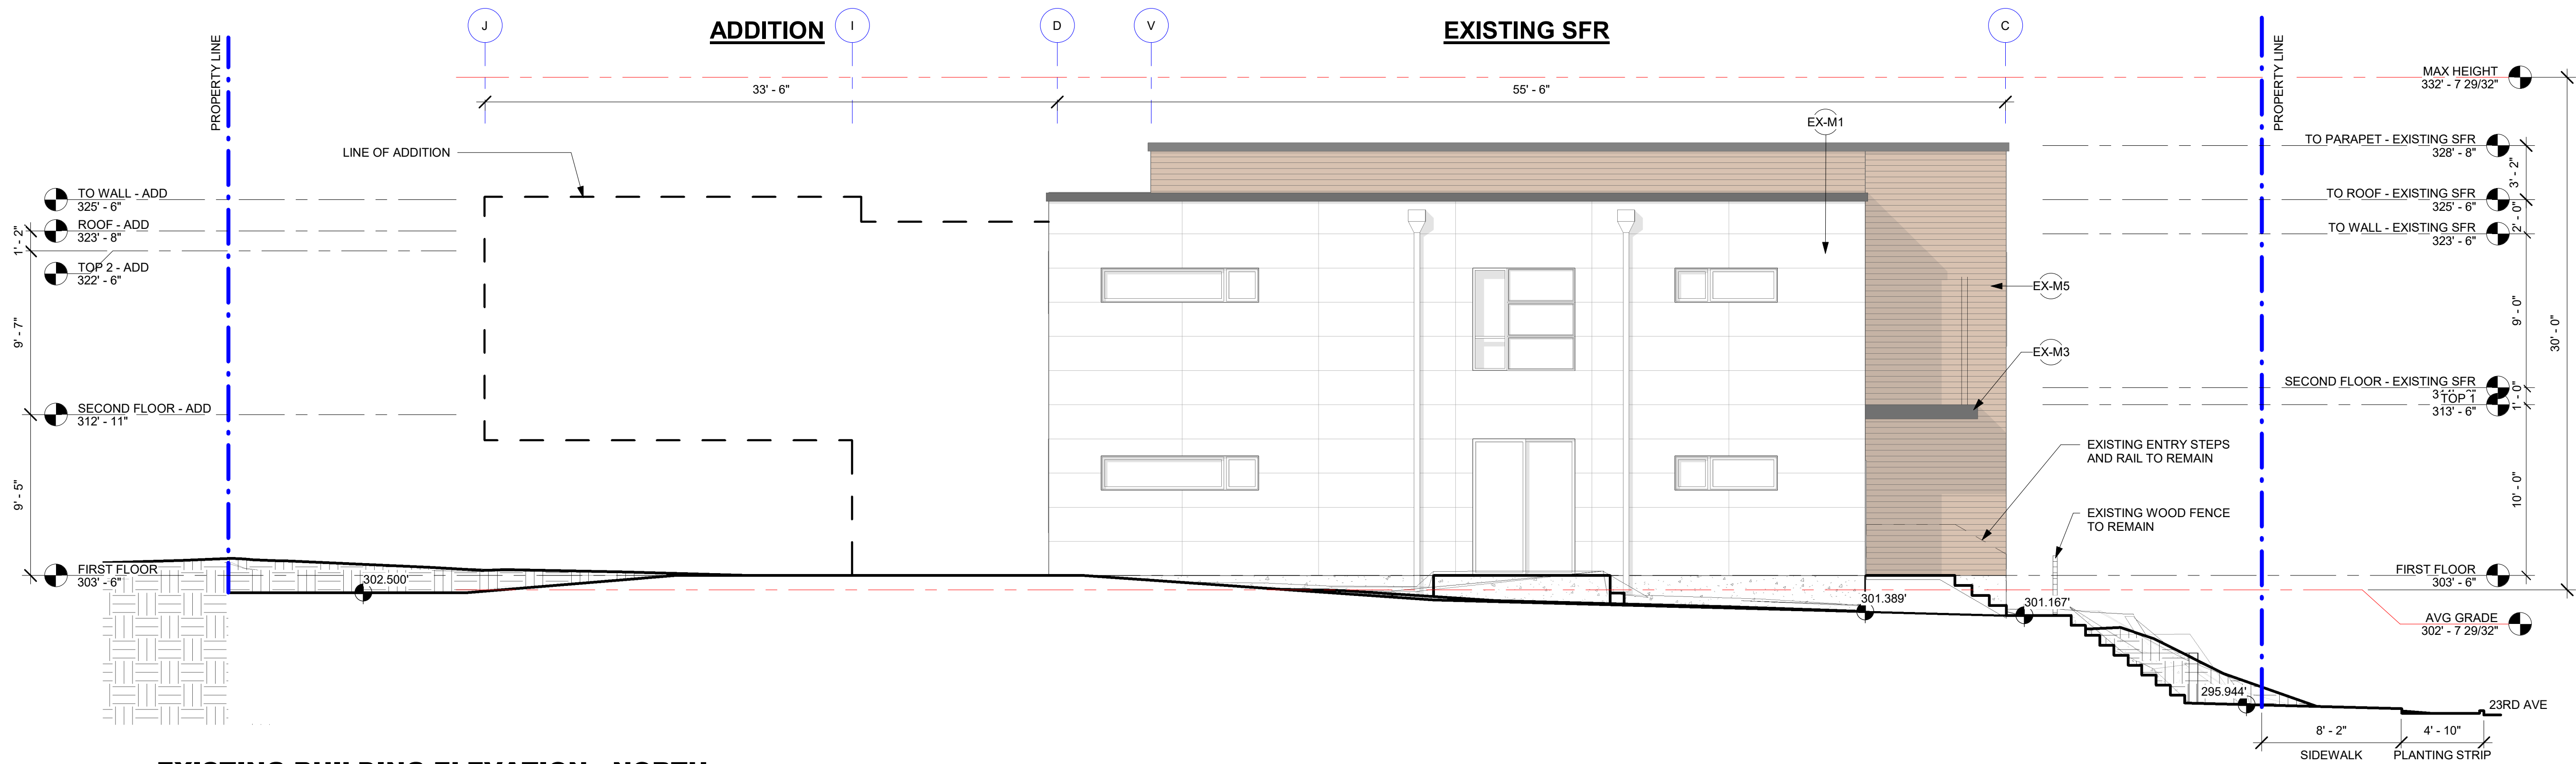 J
ADDITION
I
D
V
EXISTING SFR
C
PROPERTY LINE
PROPERTY LINE
MAX HEIGHT
332' - 7 29/32"
33' - 6"
55' - 6"
EX-M1
LINE OF ADDITION
TO PARAPET - EXISTING SFR
328' - 8"
3' - 2"
TO WALL - ADD
325' - 6"
TO ROOF - EXISTING SFR
325' - 6"
2' - 0"
ROOF - ADD
323' - 8"
1' - 2"
TO WALL - EXISTING SFR
323' - 6"
TOP 2 - ADD
322' - 6"
EX-M5
9' - 7"
9' - 0"
30' - 0"
EX-M3
SECOND FLOOR - EXISTING SFR
TOP 1
313' - 6"
1' - 0"
SECOND FLOOR - ADD
312' - 11"
EXISTING ENTRY STEPS
AND RAIL TO REMAIN
9' - 5"
10' - 0"
EXISTING WOOD FENCE
TO REMAIN
FIRST FLOOR
303' - 6"
302.500'
FIRST FLOOR
303' - 6"
301.389'
301.167'
AVG GRADE
302' - 7 29/32"
295.944'
23RD AVE
8' - 2"
4' - 10"
SIDEWALK
PLANTING STRIP
EXISTING BUILDING ELEVATION - NORTH